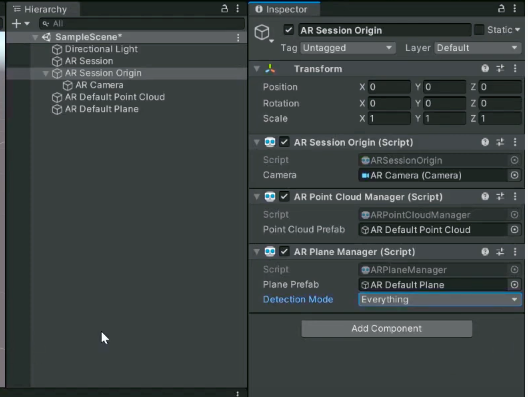 Hierarchy
All
SampleScene*
Directional Light
AR Session
AR Session Origin
AR Camera
AR Default Point Cloud
AR Default Plane
Inspector
AR Session Origin Static
Tag Untagged Layer Default
Transform
Position X 0 Y 0 Z 0
Rotation X 0 Y 0 Z 0
Scale X 1 Y 1 Z 1
AR Session Origin (Script)
Script ARSessionOrigin
Camera AR Camera (Camera)
AR Point Cloud Manager (Script)
Script ARPointCloudManager
Point Cloud Prefab AR Default Point Cloud
AR Plane Manager (Script)
Script ARPlaneManager
Plane Prefab AR Default Plane
Detection Mode Everything
Add Component